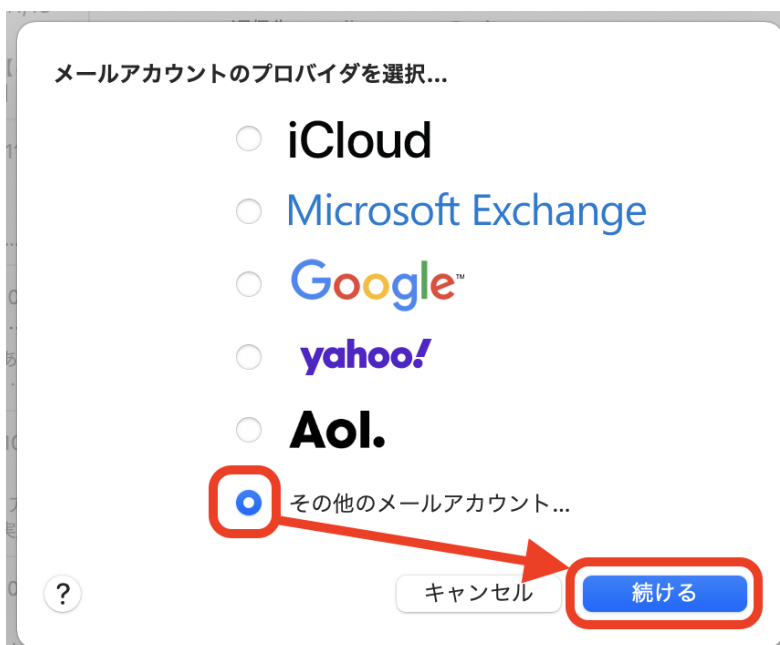 メールアカウントのプロバイダを選択...
iCloud
Microsoft Exchange
Google™
yahoo!
Aol.
その他のメールアカウント...
?
キャンセル
続ける